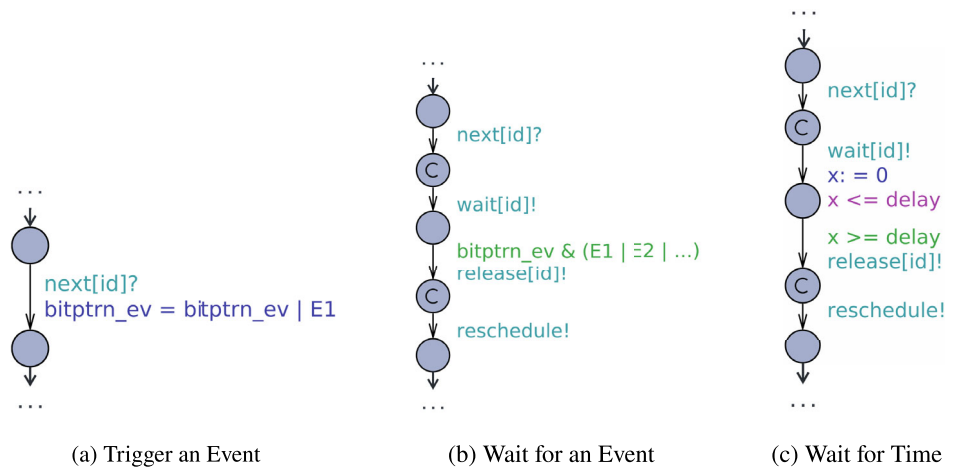 ...
next[id]?
bitptrn_ev = bitptrn_ev | E1
...
(a) Trigger an Event
...
next[id]?
C
wait[id]!
bitptrn_ev & (E1 | E2 | ...)
release[id]!
C
reschedule!
...
(b) Wait for an Event
...
next[id]?
C
wait[id]!
x: = 0
x <= delay
x >= delay
release[id]!
C
reschedule!
...
(c) Wait for Time